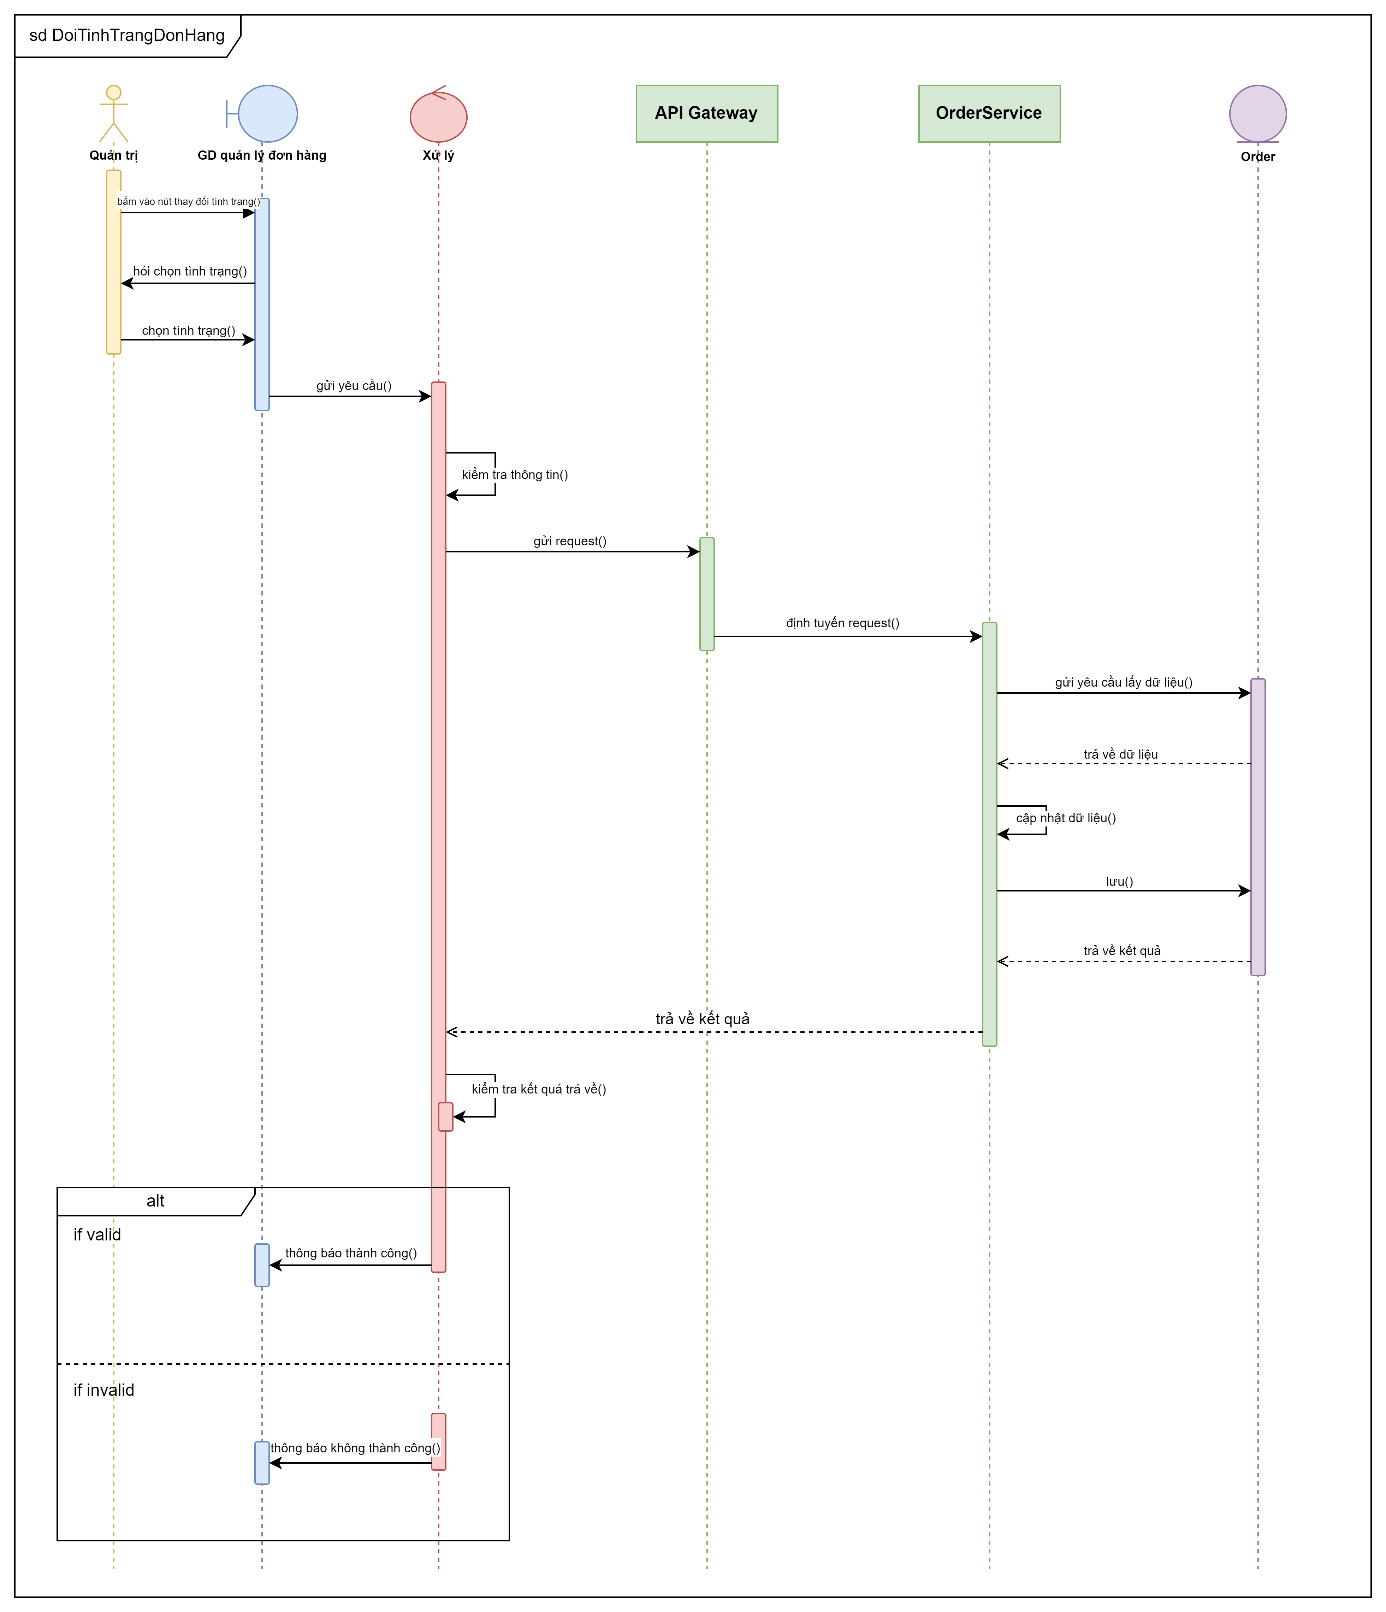 sd DoiTinhTrangDonHang
API Gateway
OrderService
Quản trị
GD quản lý đơn hàng
Xử lý
Order
bấm vào nút thay đổi tình trạng()
hỏi chọn tình trạng()
chọn tình trạng()
gửi yêu cầu()
kiểm tra thông tin()
gửi request()
định tuyến request()
gửi yêu cầu lấy dữ liệu()
trả về dữ liệu
cập nhật dữ liệu()
lưu()
trả về kết quả
trả về kết quả
kiểm tra kết quả trả về()
alt
if valid
thông báo thành công()
if invalid
thông báo không thành công()